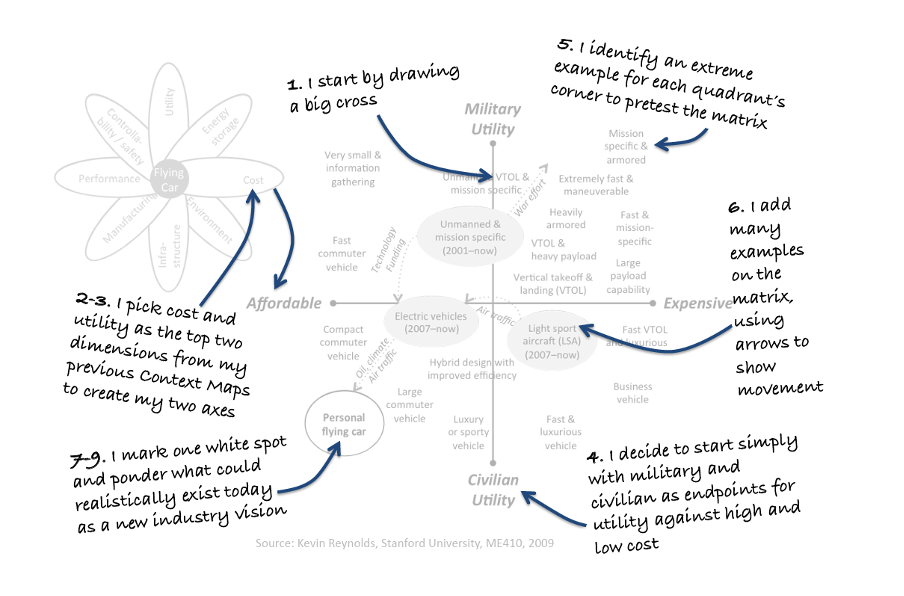 1. I start by drawing
a big cross
5. I identify an extreme
example for each quadrant's
corner to pretest the matrix
Military
Utility
Utility
Controlla-
bility / safety
Energy
storage
Performance
Flying
Car
Cost
Manufacturing
Environment
Infra-
structure
Very small &
information
gathering
Unmanned VTOL &
mission specific
War effort
Mission
specific &
armored
Extremely fast &
maneuverable
Heavily
armored
Fast &
mission-
specific
Unmanned &
mission specific
(2001–now)
Fast
commuter
vehicle
Technology
Funding
VTOL &
heavy payload
Large
payload
capability
Vertical takeoff &
landing (VTOL)
6. I add
many
examples
on the
matrix,
using
arrows to
show
movement
Affordable
Expensive
2-3. I pick cost and
utility as the top two
dimensions from my
previous Context Maps
to create my two axes
Electric vehicles
(2007–now)
Air traffic
Light sport
aircraft (LSA)
(2007–now)
Fast VTOL
and luxurious
Compact
commuter
vehicle
Oil, climate
Air traffic
Hybrid design with
improved efficiency
Large
commuter
vehicle
Business
vehicle
Personal
flying car
Luxury
or sporty
vehicle
Fast &
luxurious
vehicle
7-9. I mark one white spot
and ponder what could
realistically exist today
as a new industry vision
Civilian
Utility
4. I decide to start simply
with military and
civilian as endpoints for
utility against high and
low cost
Source: Kevin Reynolds, Stanford University, ME410, 2009